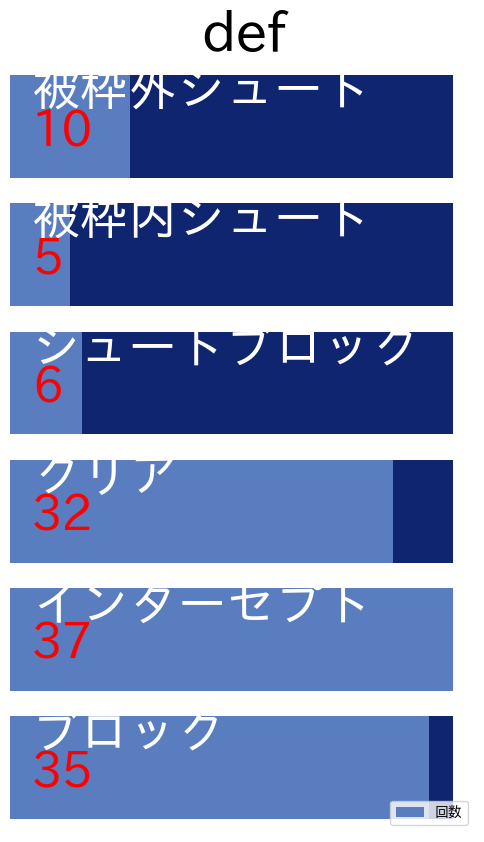 def
被枠外シュート
10
被枠内シュート
5
シュートブロック
6
クリア
32
インターセプト
37
ブロック
35
回数